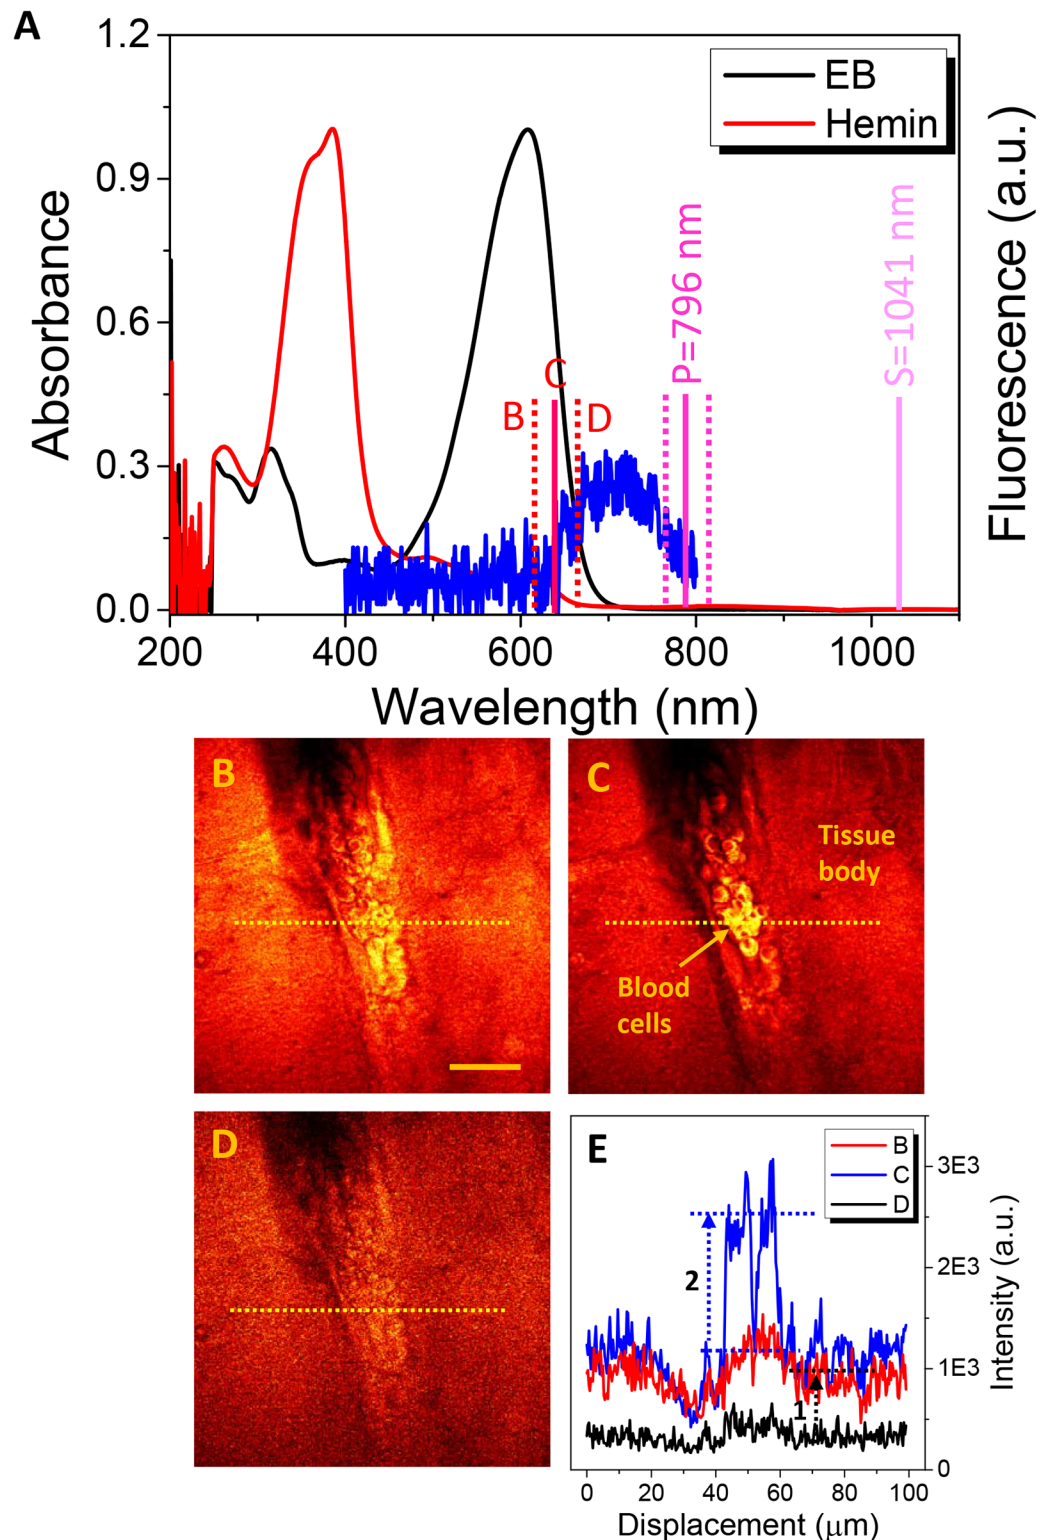 A
1.2
0.9
0.6
0.3
0.0
Absorbance
Fluorescence (a.u.)
EB
Hemin
B
C
D
P=796 nm
S=1041 nm
200
400
600
800
1000
Wavelength (nm)
B
C
Tissue
body
Blood
cells
D
E
B
C
D
2
1
3E3
2E3
1E3
0
Intensity (a.u.)
0
20
40
60
80
100
Displacement (μm)